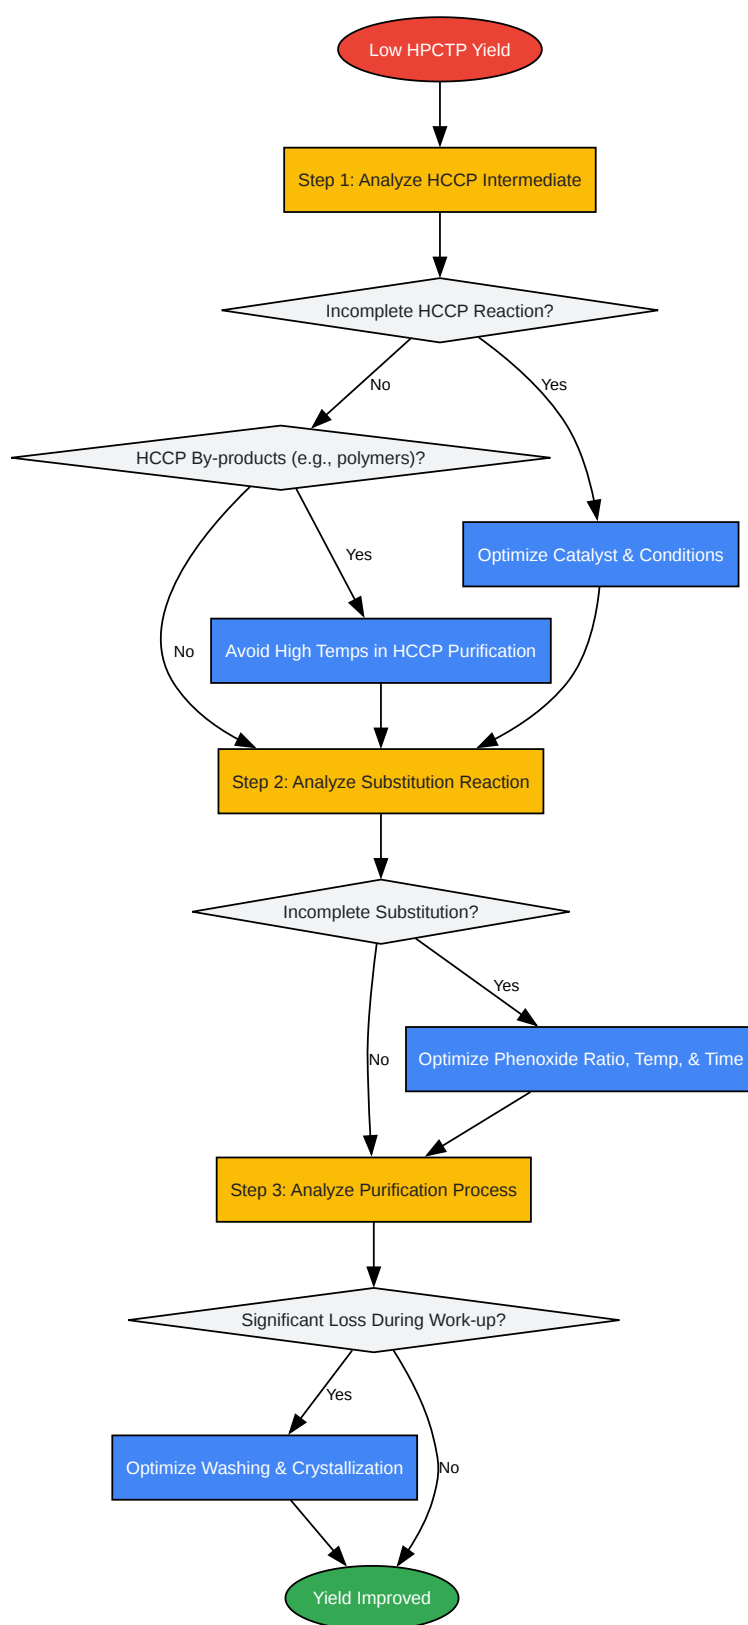 Low HPCTP Yield
Step 1: Analyze HCCP Intermediate
Incomplete HCCP Reaction?
No
Yes
HCCP By-products (e.g., polymers)?
Yes
Optimize Catalyst & Conditions
No
Avoid High Temps in HCCP Purification
Step 2: Analyze Substitution Reaction
Incomplete Substitution?
Yes
No
Optimize Phenoxide Ratio, Temp, & Time
Step 3: Analyze Purification Process
Significant Loss During Work-up?
Yes
Optimize Washing & Crystallization
No
Yield Improved